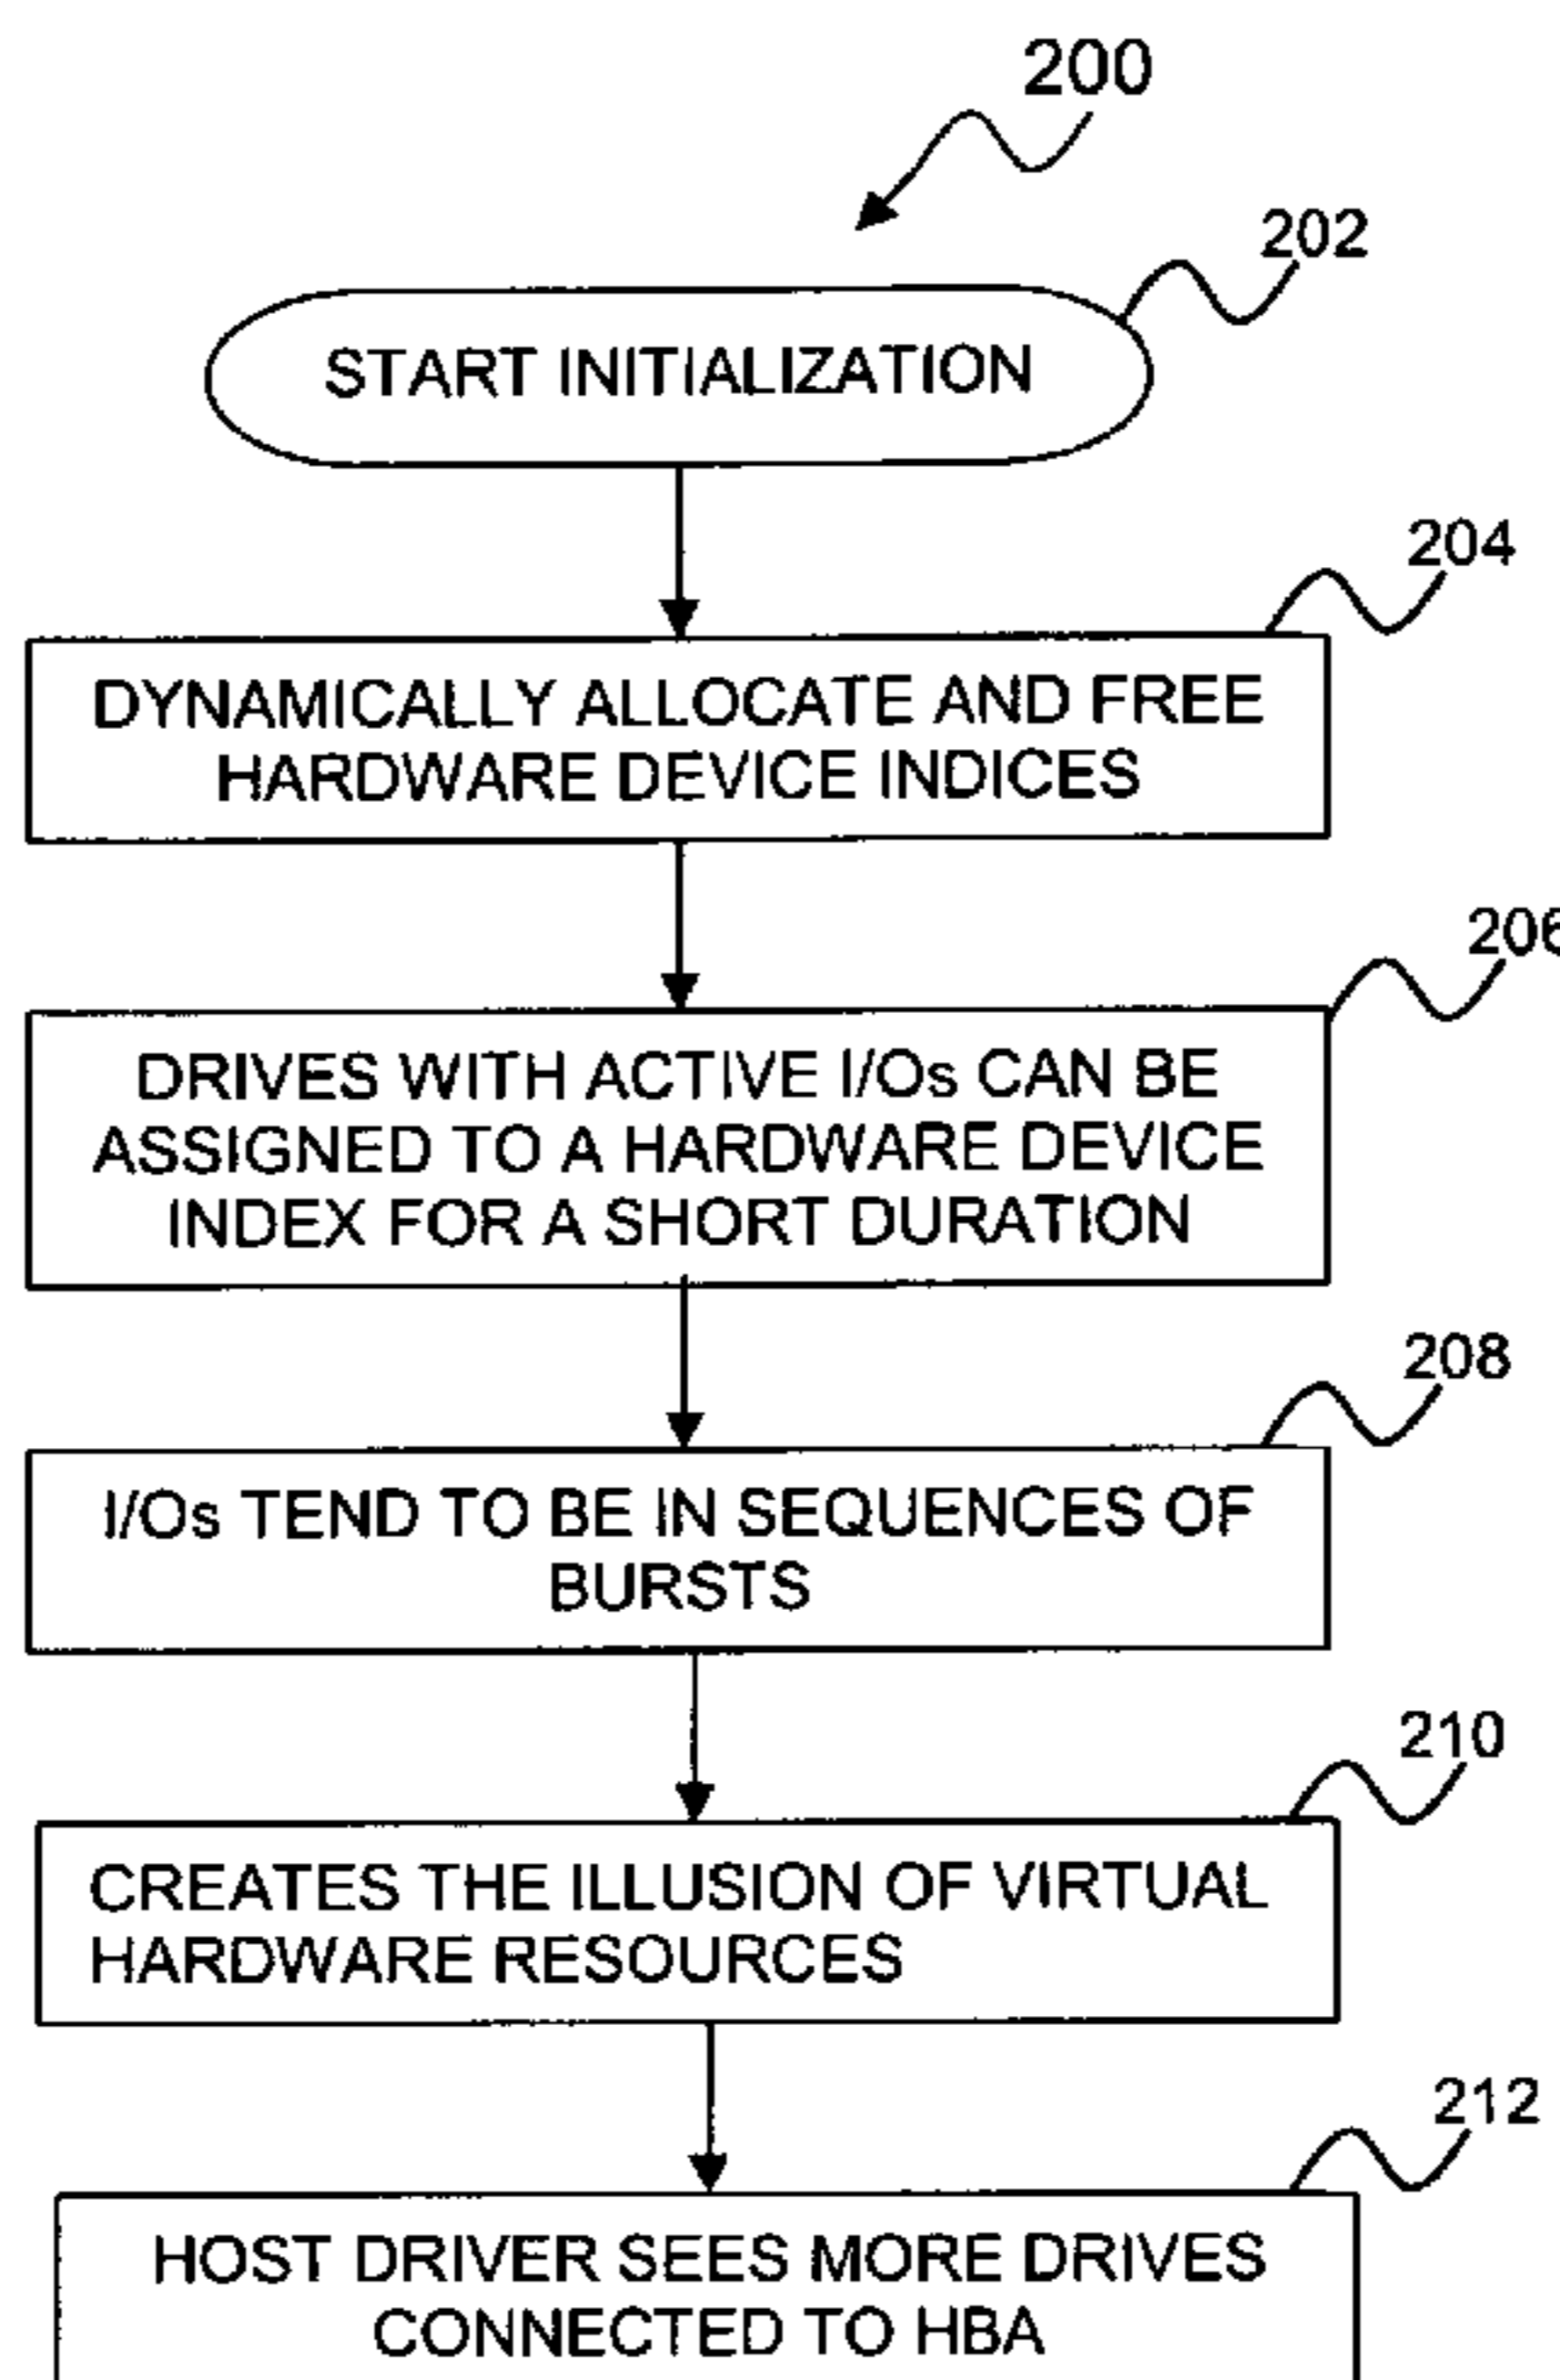 200
202
START INITIALIZATION
204
DYNAMICALLY ALLOCATE AND FREE
HARDWARE DEVICE INDICES
206
DRIVES WITH ACTIVE I/Os CAN BE
ASSIGNED TO A HARDWARE DEVICE
INDEX FOR A SHORT DURATION
208
I/Os TEND TO BE IN SEQUENCES OF
BURSTS
210
CREATES THE ILLUSION OF VIRTUAL
HARDWARE RESOURCES
212
HOST DRIVER SEES MORE DRIVES
CONNECTED TO HBA